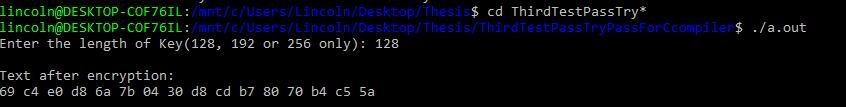 lincoln@DESKTOP-COF76IL:/mnt/c/Users/Lincoln/Desktop/Thesis$ cd ThirdTestPassTry*
lincoln@DESKTOP-COF76IL:/mnt/c/Users/Lincoln/Desktop/Thesis/ThirdTestPassTryPassForCcompiler$ ./a.out
Enter the length of Key(128, 192 or 256 only): 128
Text after encryption:
69 c4 e0 d8 6a 7b 04 30 d8 cd b7 80 70 b4 c5 5a